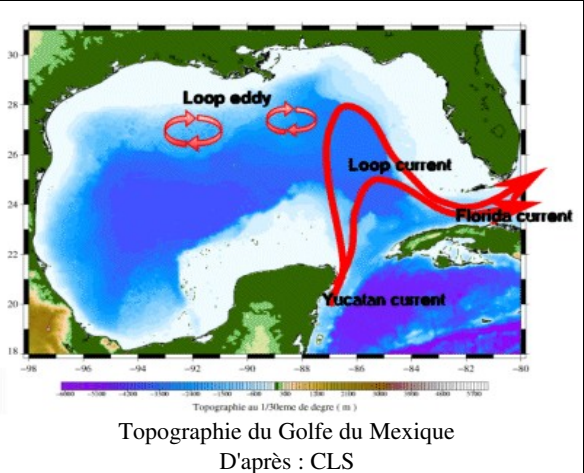 30
28
26
24
22
20
18
Loop eddy
Loop current
Florida current
Yucatan current
-98 -96 -94 -92 -90 -88 -86 -84 -82 -80
Topographie au 1/30eme de degre ( m )
Topographie du Golfe du Mexique
D'après : CLS